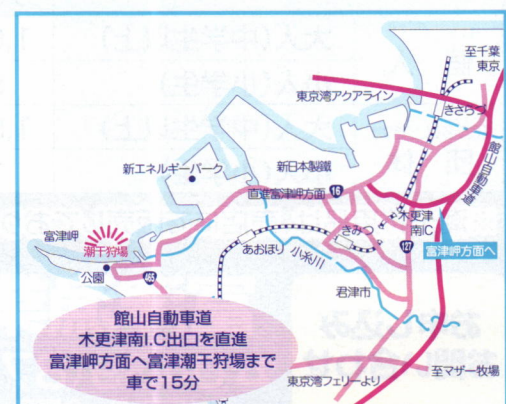 至千葉
東京
東京湾アクアライン
きさらづ
館山自動車道
新エネルギーパーク
新日本製鐵
直進富津岬方面
16
木更津
南IC
きみつ
127
富津岬方面へ
富津岬
潮干狩場
公園
465
あおほり
小糸川
君津市
館山自動車道
木更津南I.C出口を直進
富津岬方面へ富津潮干狩場まで
車で15分
東京湾フェリーより
至マザー牧場